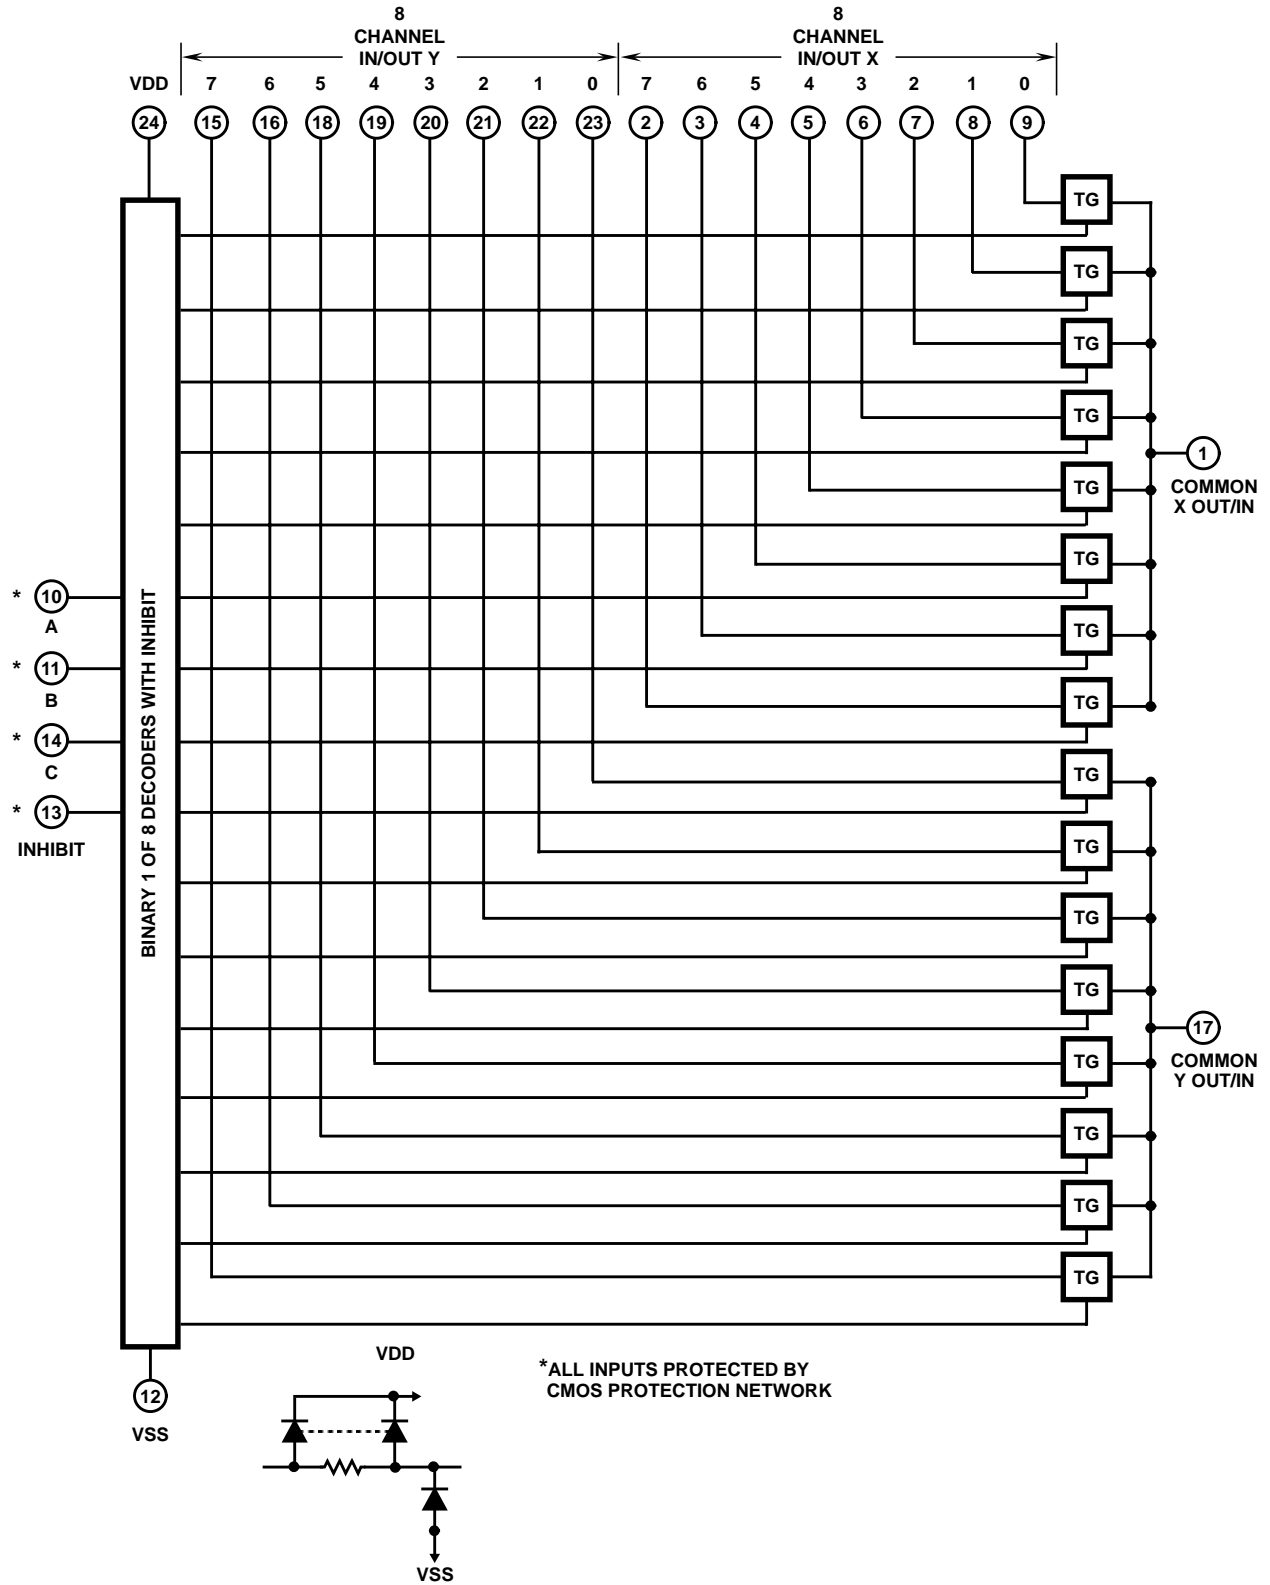 8
CHANNEL
IN/OUT Y
8
CHANNEL
IN/OUT X
VDD 7 6 5 4 3 2 1 0 7 6 5 4 3 2 1 0
24 15 16 18 19 20 21 22 23 2 3 4 5 6 7 8 9
TG
TG
TG
TG
1
COMMON
X OUT/IN
TG
TG
* 10
A
TG
* 11
B
TG
* 14
C
TG
* 13
INHIBIT
BINARY 1 OF 8 DECODERS WITH INHIBIT
TG
TG
TG
17
COMMON
Y OUT/IN
TG
TG
TG
TG
12
VSS
VDD
*ALL INPUTS PROTECTED BY
CMOS PROTECTION NETWORK
VSS